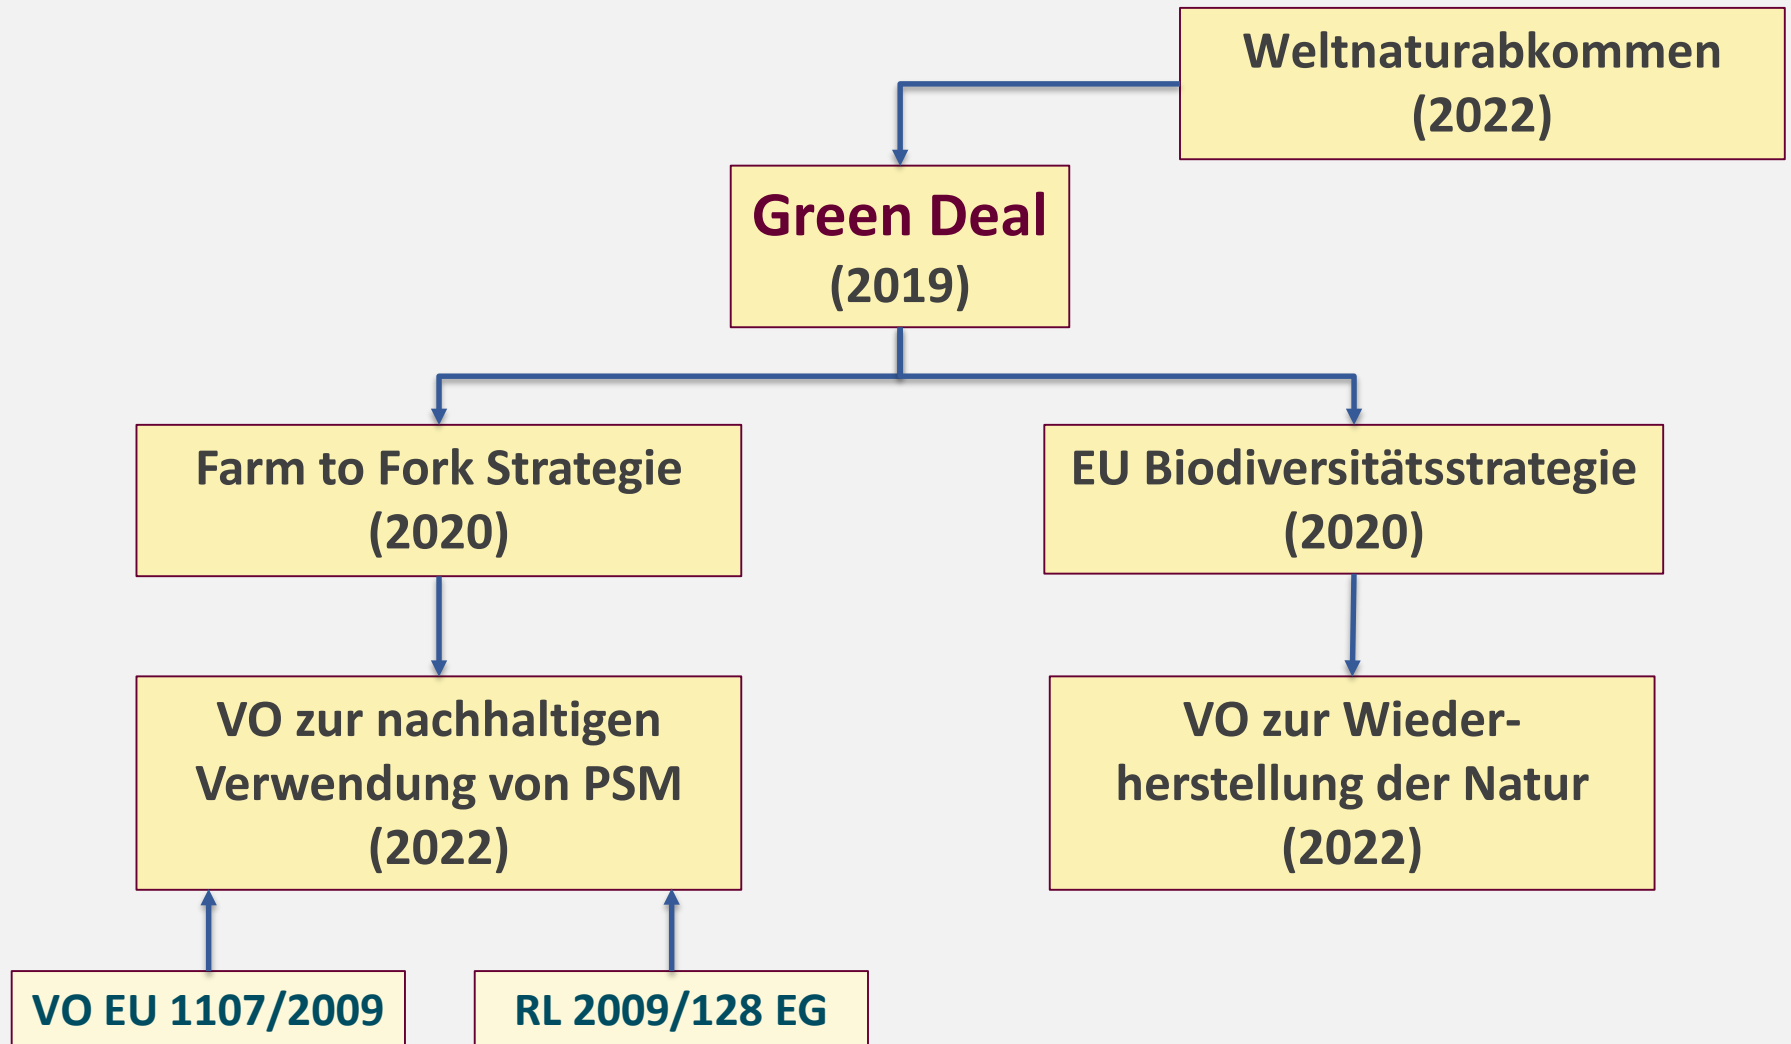 Weltnaturabkommen
(2022)
Green Deal
(2019)
Farm to Fork Strategie
(2020)
EU Biodiversitätsstrategie
(2020)
VO zur nachhaltigen
Verwendung von PSM
(2022)
VO zur Wieder-
herstellung der Natur
(2022)
VO EU 1107/2009
RL 2009/128 EG